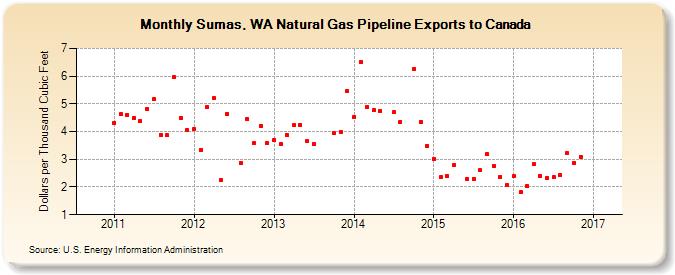 Monthly Sumas, WA Natural Gas Pipeline Exports to Canada
Dollars per Thousand Cubic Feet
7
6
5
4
3
2
1
2011 2012 2013 2014 2015 2016 2017
Source: U.S. Energy Information Administration